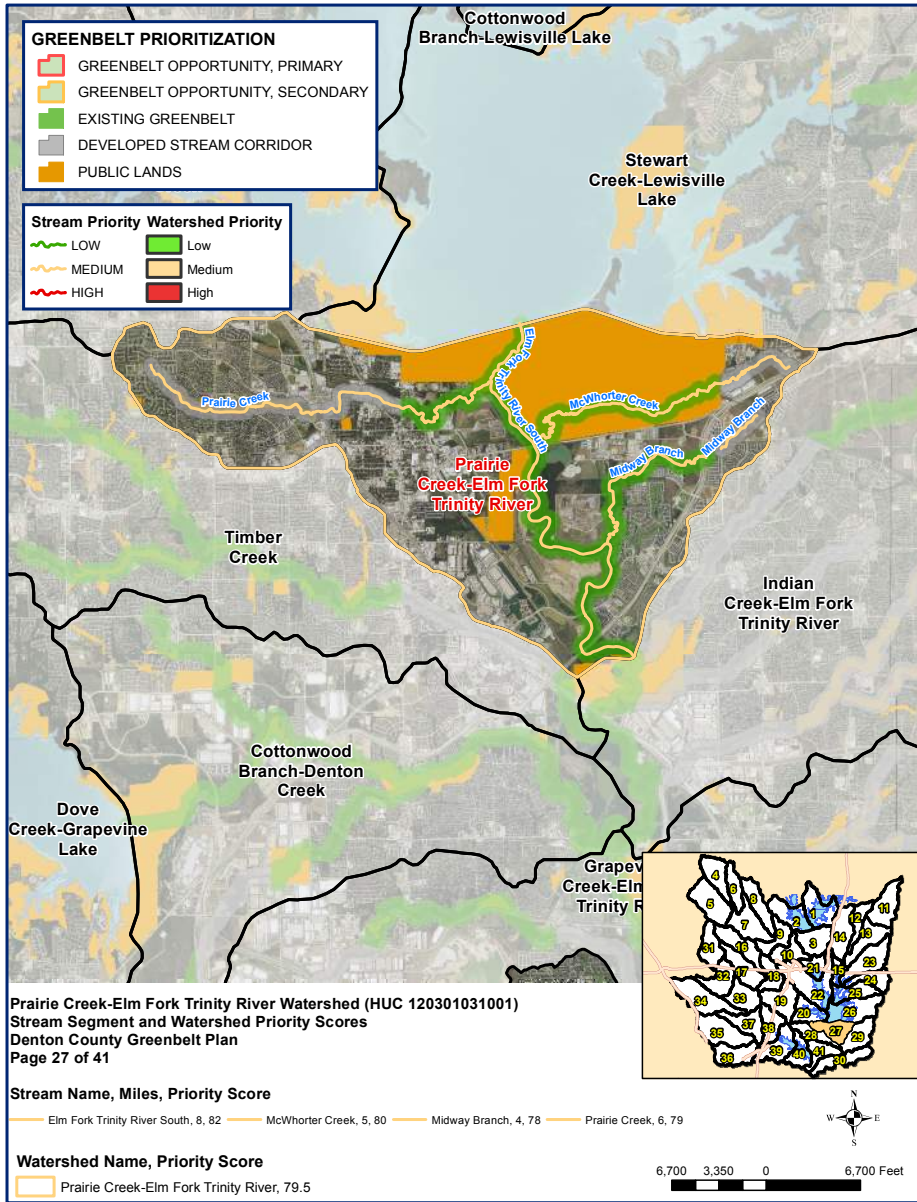 Cottonwood
Branch-Lewisville Lake
GREENBELT PRIORITIZATION
GREENBELT OPPORTUNITY, PRIMARY
GREENBELT OPPORTUNITY, SECONDARY
EXISTING GREENBELT
DEVELOPED STREAM CORRIDOR
PUBLIC LANDS
Stream Priority Watershed Priority
LOW Low
MEDIUM Medium
HIGH High
Stewart
Creek-Lewisville
Lake
Elm Fork Trinity River South
Prairie Creek
McWhorter Creek
Midway Branch
Midway Branch
Prairie
Creek-Elm Fork
Trinity River
Timber
Creek
Indian
Creek-Elm Fork
Trinity River
Cottonwood
Branch-Denton
Creek
Dove
Creek-Grapevine
Lake
Grapev
Creek-Elm
Trinity R
4
6
8
5
7
2
1
9
3
12
11
14
13
31
16
10
23
32
17
18
21
15
24
25
34
33
19
22
20
26
35
37
38
28
27
29
36
39
40
41
30
Prairie Creek-Elm Fork Trinity River Watershed (HUC 120301031001)
Stream Segment and Watershed Priority Scores
Denton County Greenbelt Plan
Page 27 of 41
Stream Name, Miles, Priority Score
Elm Fork Trinity River South, 8, 82 McWhorter Creek, 5, 80 Midway Branch, 4, 78 Prairie Creek, 6, 79
N
W E
S
Watershed Name, Priority Score
Prairie Creek-Elm Fork Trinity River, 79.5
6,700 3,350 0 6,700 Feet